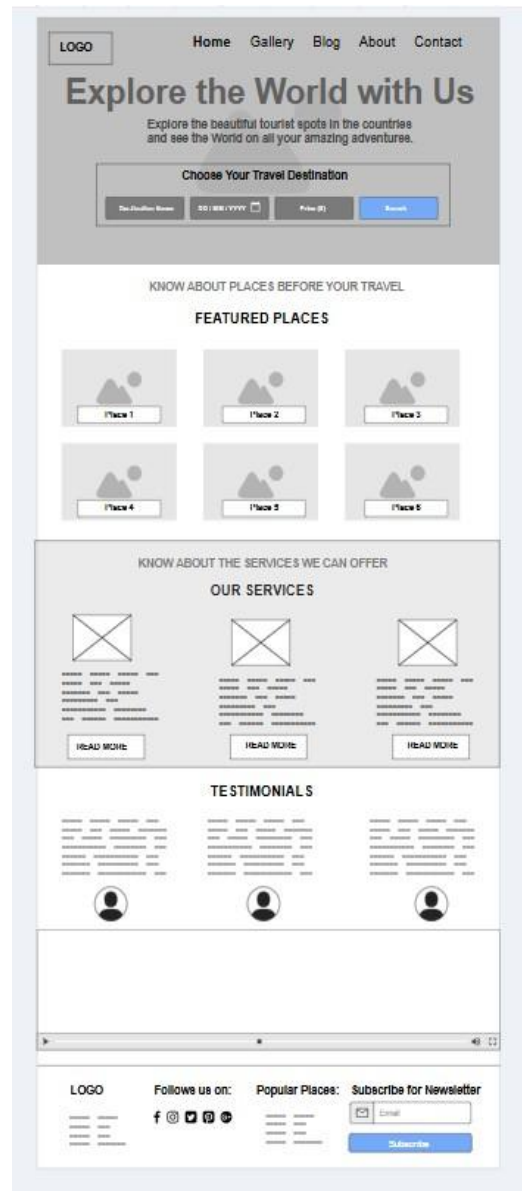 LOGO Home Gallery Blog About Contact
Explore the World with Us
Explore the beautiful tourist spots in the countries
and see the World on all your amazing adventures.
Choose Your Travel Destination
Destination Name DD / MM / YYYY Price ($) Search
KNOW ABOUT PLACES BEFORE YOUR TRAVEL
FEATURED PLACES
Place 1 Place 2 Place 3
Place 4 Place 5 Place 6
KNOW ABOUT THE SERVICES WE CAN OFFER
OUR SERVICES
READ MORE READ MORE READ MORE
TESTIMONIALS
LOGO Follows us on: Popular Places: Subscribe for Newsletter
Email
Subscribe